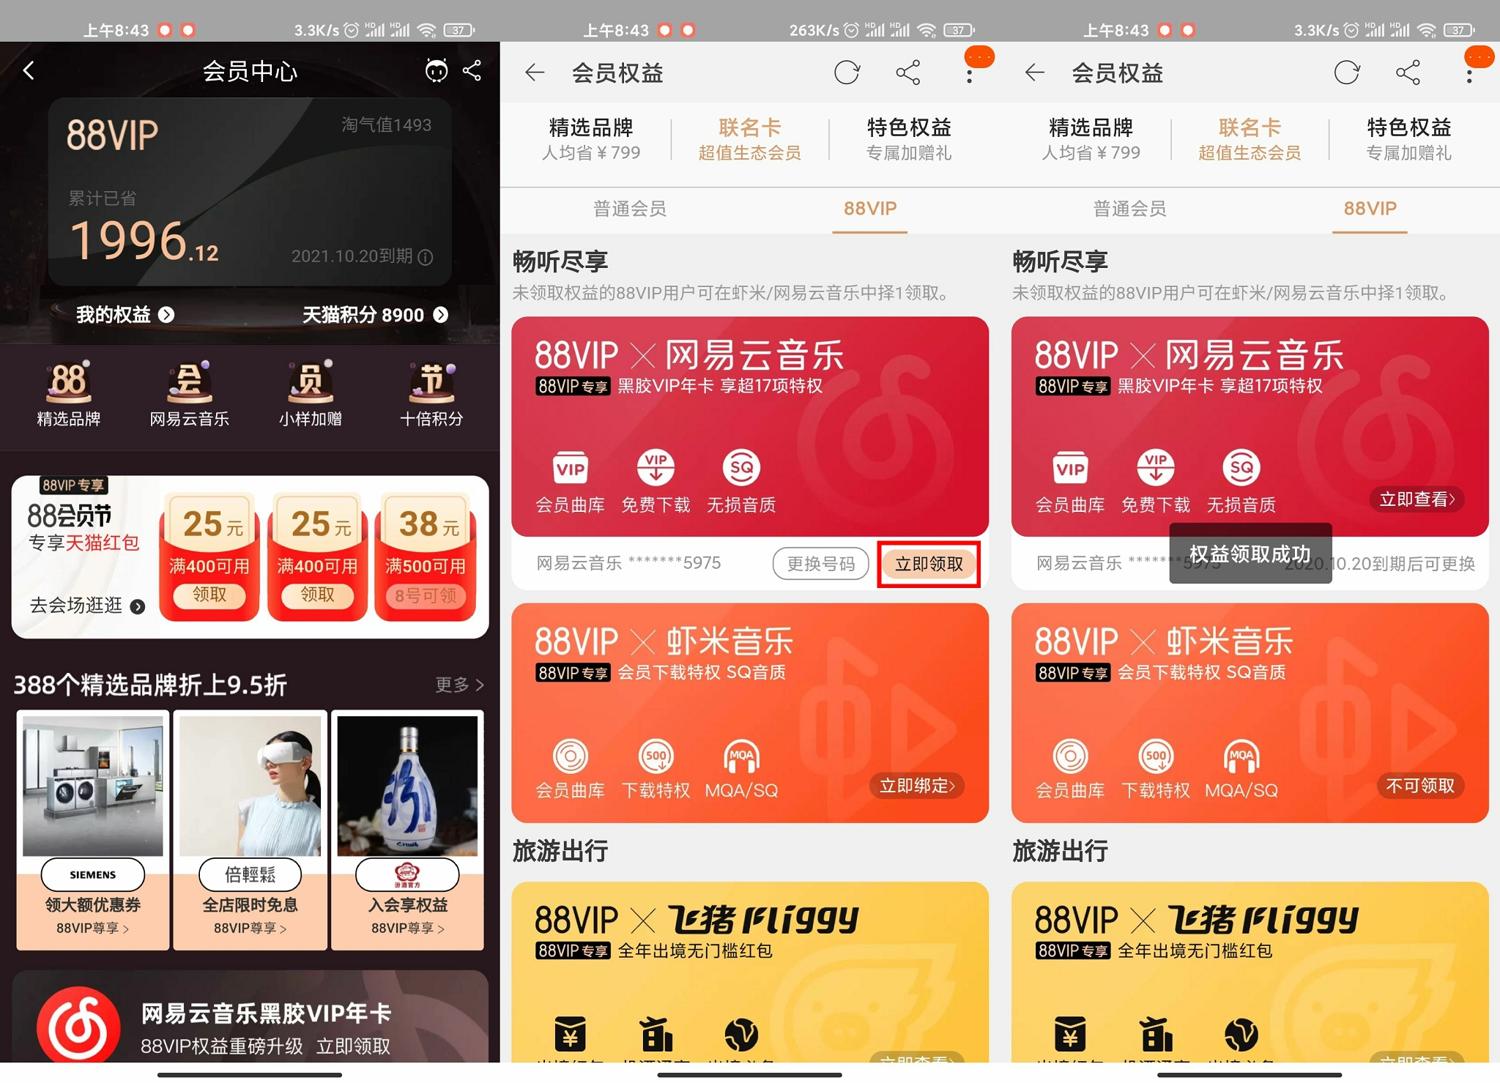 上午8:43
3.3K/s
HD
HD
37
会员中心
88VIP
淘气值1493
累计已省
1996.12
2021.10.20到期
我的权益
天猫积分 8900
88
会
员
节
精选品牌
网易云音乐
小样加赠
十倍积分
88VIP专享
88会员节
专享天猫红包
去会场逛逛
25元
满400可用
领取
25元
满400可用
领取
38元
满500可用
8号可领
388个精选品牌折上9.5折
更多 >
SIEMENS
领大额优惠券
88VIP尊享 >
倍輕鬆
全店限时免息
88VIP尊享 >
汾酒官方
入会享权益
88VIP尊享 >
网易云音乐黑胶VIP年卡
88VIP权益重磅升级 立即领取
上午8:43
263K/s
HD
HD
37
会员权益
精选品牌
人均省 ¥ 799
联名卡
超值生态会员
特色权益
专属加赠礼
普通会员
88VIP
畅听尽享
未领取权益的88VIP用户可在虾米/网易云音乐中择1领取。
88VIP × 网易云音乐
88VIP专享 黑胶VIP年卡 享超17项特权
VIP
VIP
SQ
会员曲库
免费下载
无损音质
网易云音乐 *******5975
更换号码
立即领取
88VIP × 虾米音乐
88VIP专享 会员下载特权 SQ音质
500
MQA
会员曲库
下载特权
MQA/SQ
立即绑定>
旅游出行
88VIP × 飞猪 Fliggy
88VIP专享 全年出境无门槛红包
立即查看>
上午8:43
3.3K/s
HD
HD
37
会员权益
精选品牌
人均省 ¥ 799
联名卡
超值生态会员
特色权益
专属加赠礼
普通会员
88VIP
畅听尽享
未领取权益的88VIP用户可在虾米/网易云音乐中择1领取。
88VIP × 网易云音乐
88VIP专享 黑胶VIP年卡 享超17项特权
VIP
VIP
SQ
会员曲库
免费下载
无损音质
立即查看>
权益领取成功
网易云音乐 *******5975
2020.10.20到期后可更换
88VIP × 虾米音乐
88VIP专享 会员下载特权 SQ音质
500
MQA
会员曲库
下载特权
MQA/SQ
不可领取
旅游出行
88VIP × 飞猪 Fliggy
88VIP专享 全年出境无门槛红包
立即查看>